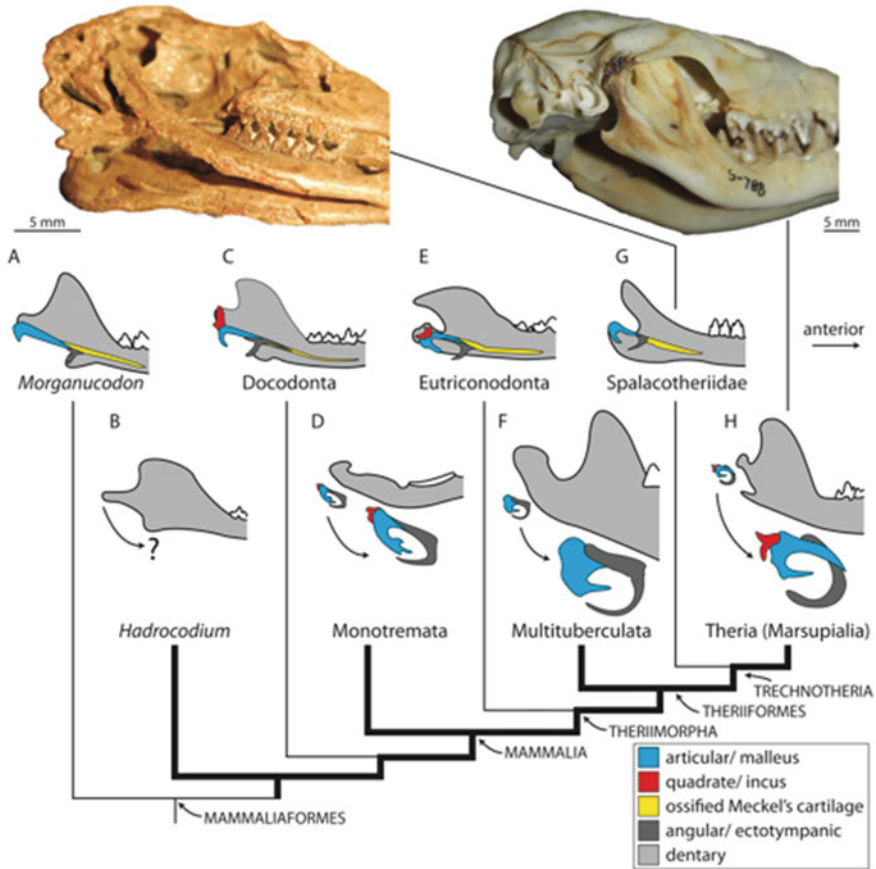 5 mm
S-788
5 mm
A
C
E
G
anterior
Morganucodon
Docodonta
Eutriconodonta
Spalacotheriidae
B
D
F
H
?
Hadrocodium
Monotremata
Multituberculata
Theria (Marsupialia)
TRECHNOTHERIA
THERIIFORMES
THERIIMORPHA
MAMMALIA
MAMMALIAFORMES
articular/ malleus
quadrate/ incus
ossified Meckel's cartilage
angular/ ectotympanic
dentary